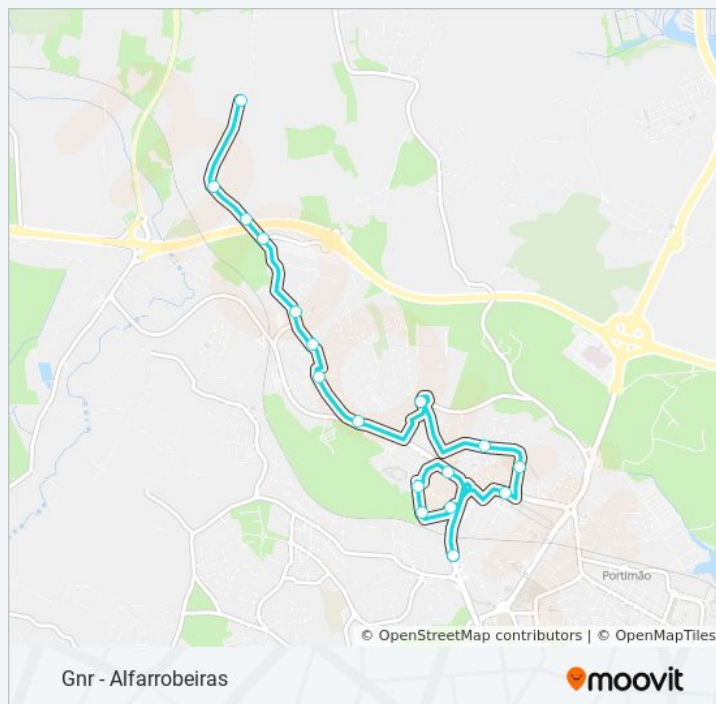 Portimão
© OpenStreetMap contributors | © OpenMapTiles
Gnr - Alfarrobeiras
moovit